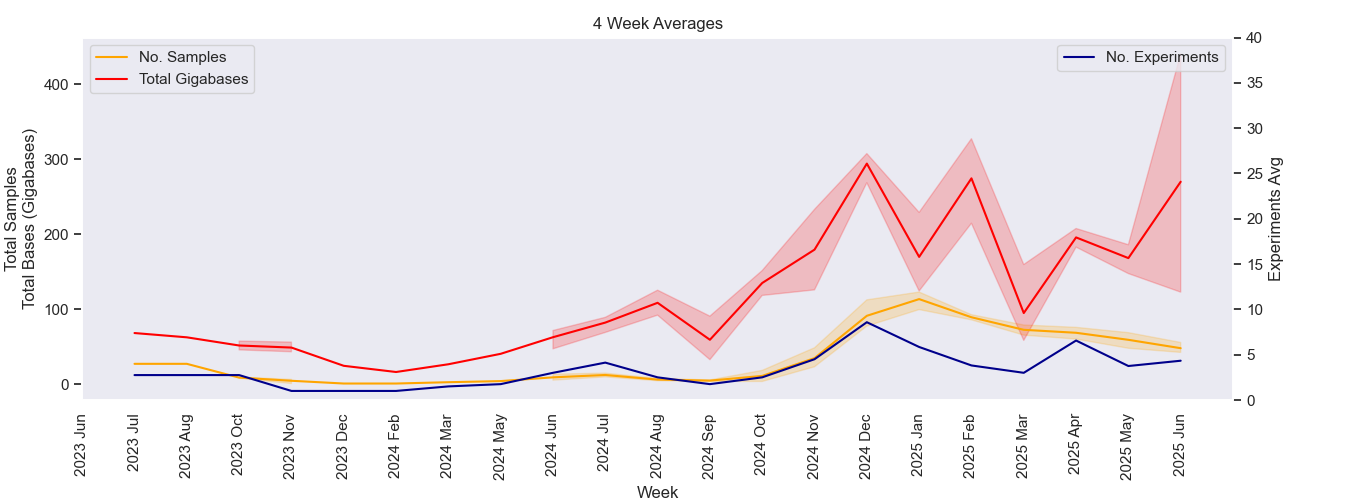 4 Week Averages
No. Samples
Total Gigabases
No. Experiments
Total Samples
Total Bases (Gigabases)
400
300
200
100
0
40
35
30
25
20
15
10
5
0
Experiments Avg
2023 Jun
2023 Jul
2023 Aug
2023 Oct
2023 Nov
2023 Dec
2024 Feb
2024 Mar
2024 May
2024 Jun
2024 Jul
2024 Aug
2024 Sep
2024 Oct
2024 Nov
2024 Dec
2025 Jan
2025 Feb
2025 Mar
2025 Apr
2025 May
2025 Jun
Week